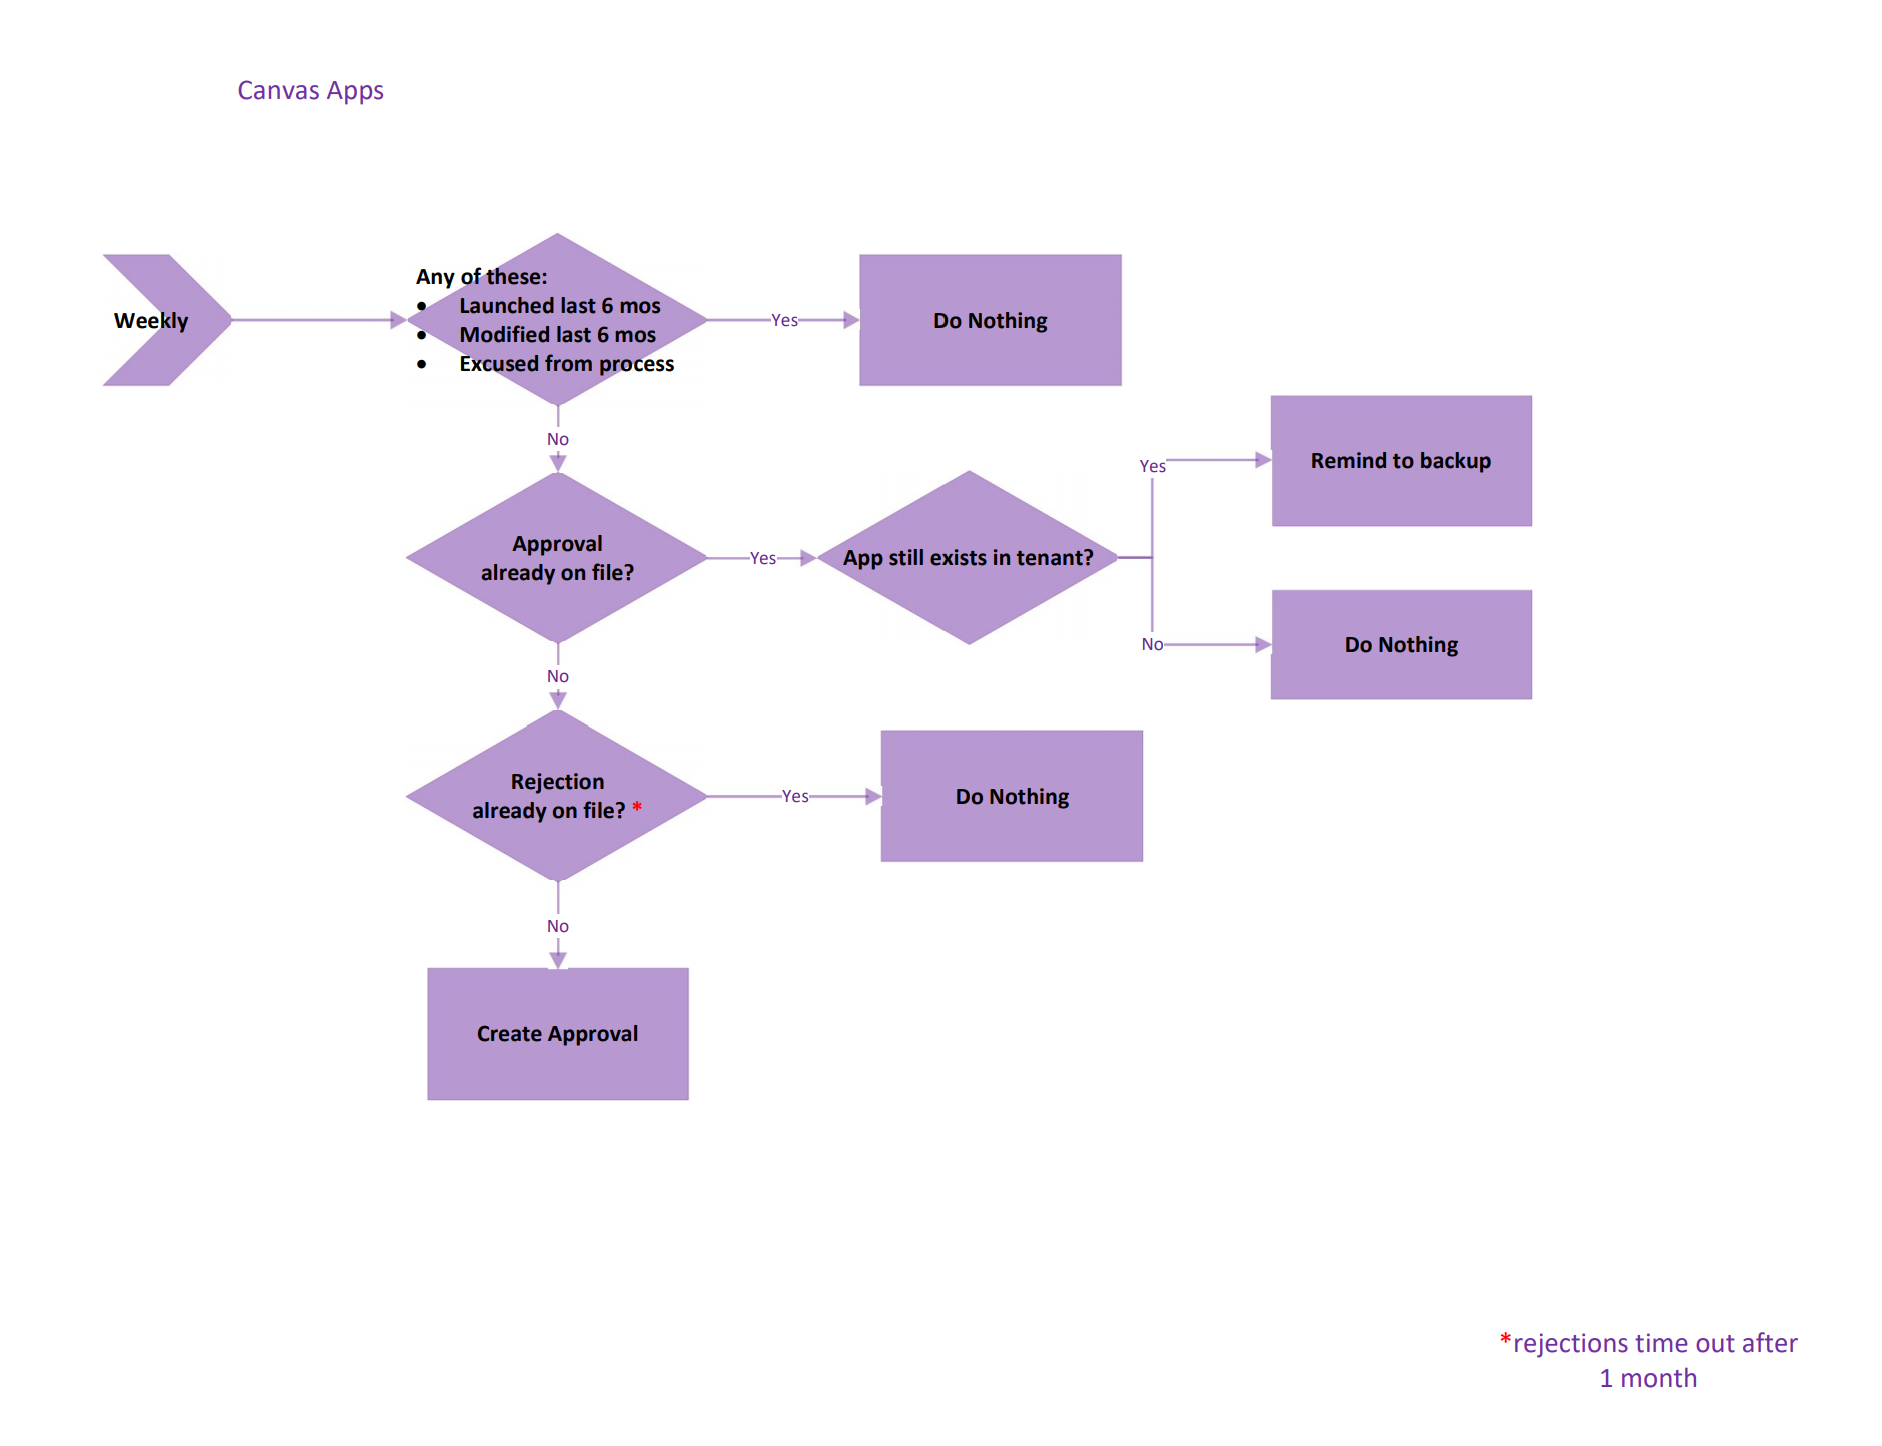 Canvas Apps
Weekly
Any of these:
• Launched last 6 mos
• Modified last 6 mos
• Excused from process
Yes
Do Nothing
No
Approval
already on file?
Yes
App still exists in tenant?
Yes
Remind to backup
No
Do Nothing
No
Rejection
already on file? *
Yes
Do Nothing
No
Create Approval
*rejections time out after
1 month